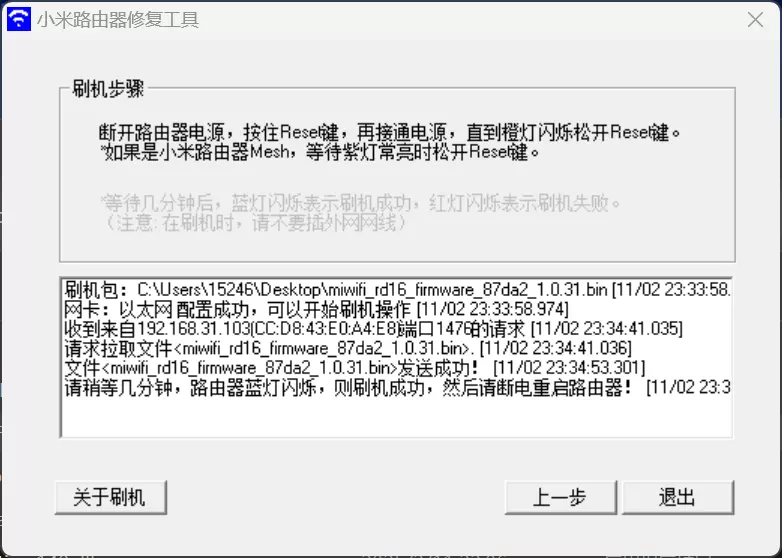 小米路由器修复工具
刷机步骤
断开路由器电源，按住Reset键，再接通电源，直到橙灯闪烁松开Reset键。
*如果是小米路由器Mesh，等待紫灯常亮时松开Reset键。
*等待几分钟后，蓝灯闪烁表示刷机成功，红灯闪烁表示刷机失败。
（注意: 在刷机时，请不要插外网网线）
刷机包：C:\Users\15246\Desktop\miwifi_rd16_firmware_87da2_1.0.31.bin [11/02 23:33:58.
网卡：以太网 配置成功，可以开始刷机操作 [11/02 23:33:58.974]
收到来自192.168.31.103(CC:D8:43:E0:A4:E8)端口1476的请求 [11/02 23:34:41.035]
请求拉取文件<miwifi_rd16_firmware_87da2_1.0.31.bin>. [11/02 23:34:41.036]
文件<miwifi_rd16_firmware_87da2_1.0.31.bin>发送成功！ [11/02 23:34:53.301]
请稍等几分钟，路由器蓝灯闪烁，则刷机成功，然后请断电重启路由器！ [11/02 23:3
关于刷机
上一步
退出